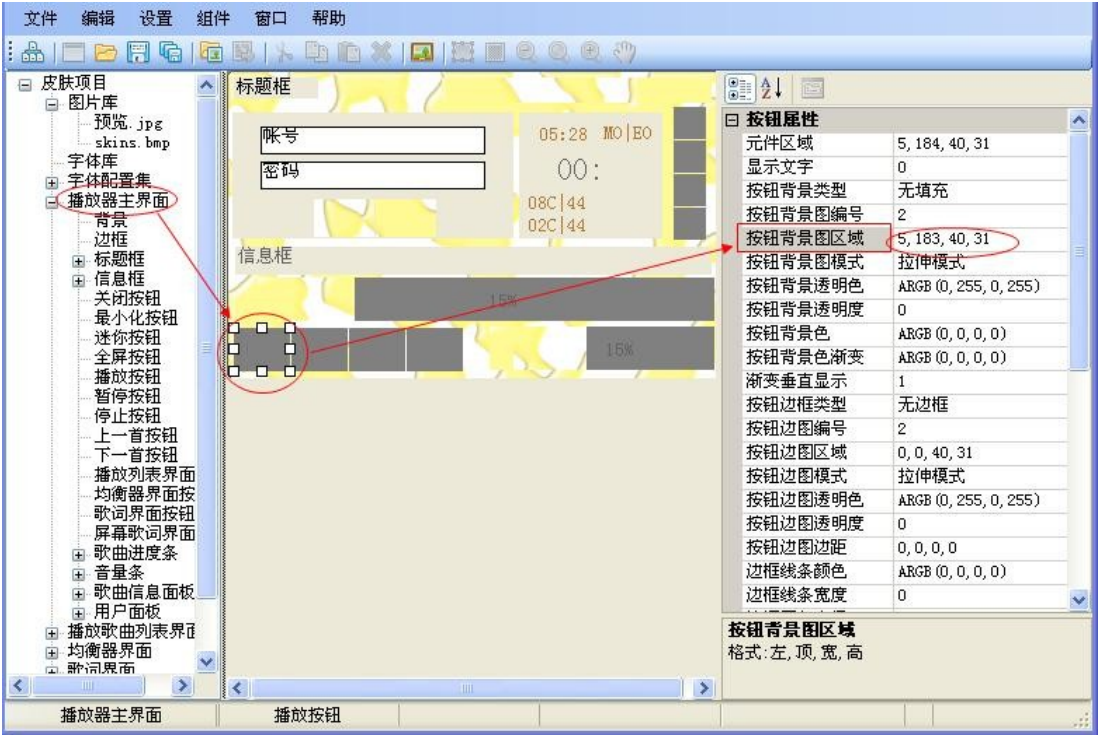 文件 编辑 设置 组件 窗口 帮助
皮肤项目
图片库
预览.jpg
skins.bmp
字体库
字体配置集
播放器主界面
背景
边框
标题框
信息框
关闭按钮
最小化按钮
迷你按钮
全屏按钮
播放按钮
暂停按钮
停止按钮
上一首按钮
下一首按钮
播放列表界面
均衡器界面按
歌词界面按钮
屏幕歌词界面
歌曲进度条
音量条
歌曲信息面板
用户面板
播放歌曲列表界
均衡器界面
歌词界面
标题框
帐号
密码
05:28 MO|EO
00:
08C|44
02C|44
信息框
15%
15%
按钮属性
元件区域 5, 184, 40, 31
显示文字 0
按钮背景类型 无填充
按钮背景图编号 2
按钮背景图区域 5, 183, 40, 31
按钮背景图模式 拉伸模式
按钮背景透明色 ARGB(0, 255, 0, 255)
按钮背景透明度 0
按钮背景色 ARGB(0, 0, 0, 0)
按钮背景色渐变 ARGB(0, 0, 0, 0)
渐变垂直显示 1
按钮边框类型 无边框
按钮边图编号 2
按钮边图区域 0, 0, 40, 31
按钮边图模式 拉伸模式
按钮边图透明色 ARGB(0, 255, 0, 255)
按钮边图透明度 0
按钮边图边距 0, 0, 0, 0
边框线条颜色 ARGB(0, 0, 0, 0)
边框线条宽度 0
按钮背景图区域
格式:左,顶,宽,高
播放器主界面 播放按钮